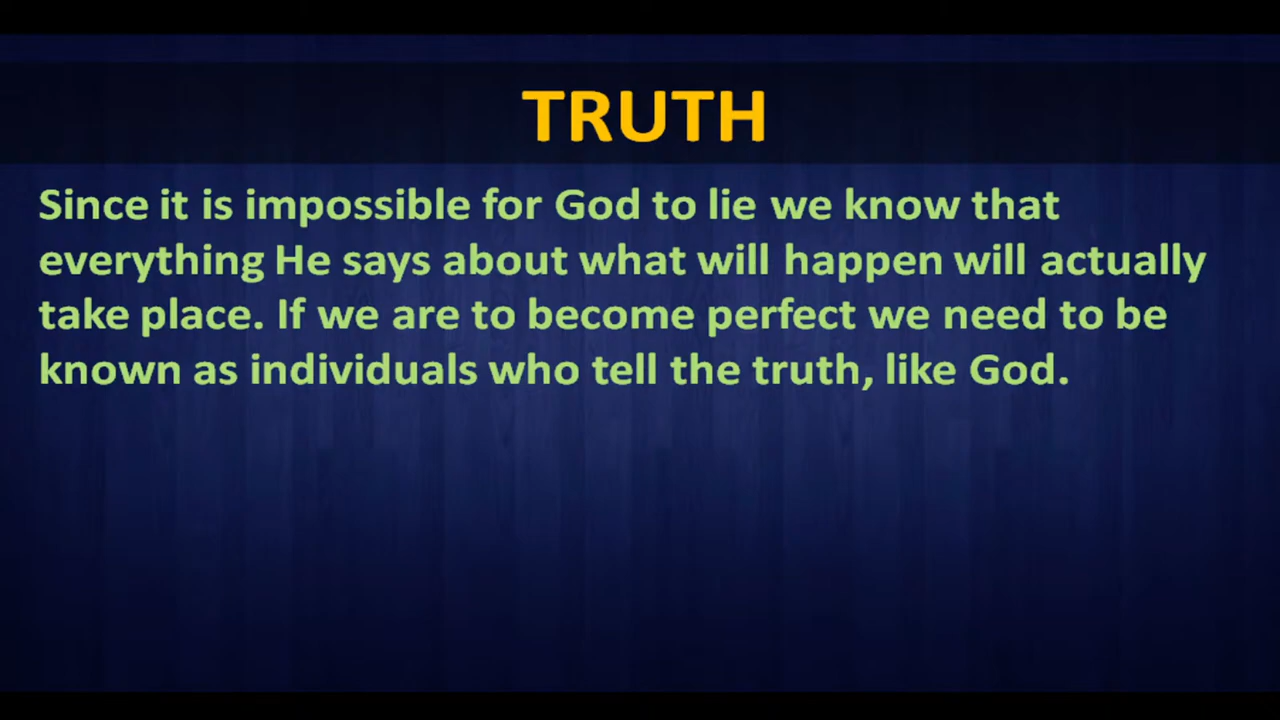 TRUTH
Since it is impossible for God to lie we know that
everything He says about what will happen will actually
take place. If we are to become perfect we need to be
known as individuals who tell the truth, like God.